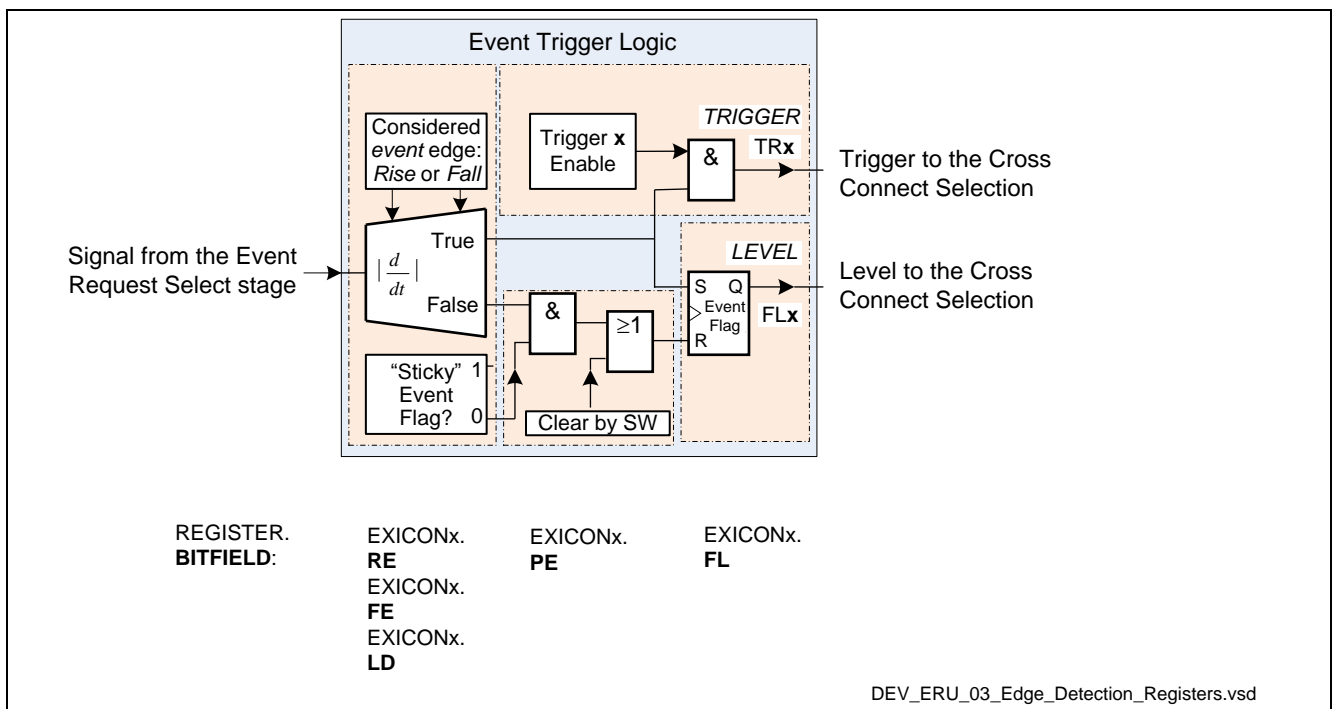 Event Trigger Logic
Considered
event edge:
Rise or Fall
Trigger x
Enable
TRIGGER
&
TRx
Trigger to the Cross
Connect Selection
Signal from the Event
Request Select stage
| d/dt |
True
False
LEVEL
S Q
Event
Flag
R
FLx
Level to the Cross
Connect Selection
&
≥1
"Sticky" 1
Event
Flag? 0
Clear by SW
REGISTER.
BITFIELD:
EXICONx.
RE
EXICONx.
FE
EXICONx.
LD
EXICONx.
PE
EXICONx.
FL
DEV_ERU_03_Edge_Detection_Registers.vsd